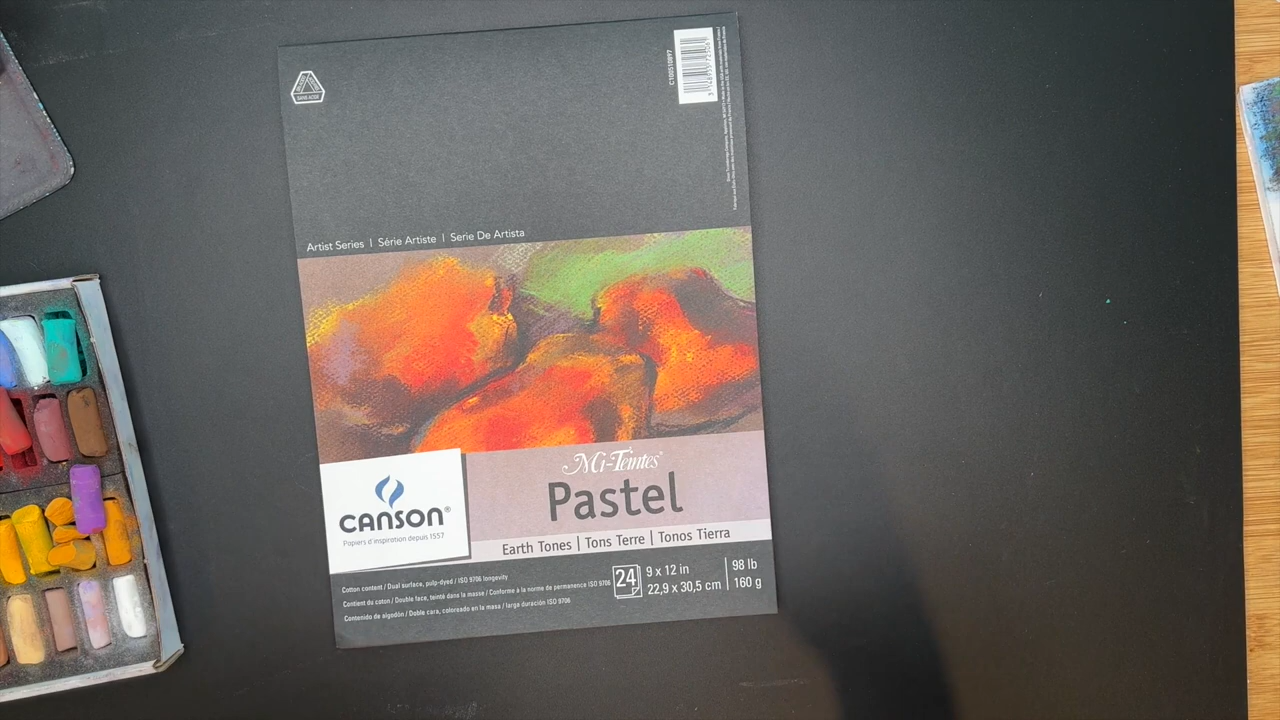 C100510897
SANS ACIDE
Artist Series | Série Artiste | Serie De Artista
Mi-Teintes®
Pastel
CANSON®
Papiers d'inspiration depuis 1557
Earth Tones | Tons Terre | Tonos Tierra
Cotton content / Dual surface, pulp-dyed / ISO 9706 longevity
Contient du coton / Double face, teinté dans la masse / Conforme à la norme de permanence ISO 9706
Contenido de algodón / Doble cara, coloreado en la masa / larga duración ISO 9706
24
9 x 12 in
22,9 x 30,5 cm
98 lb
160 g